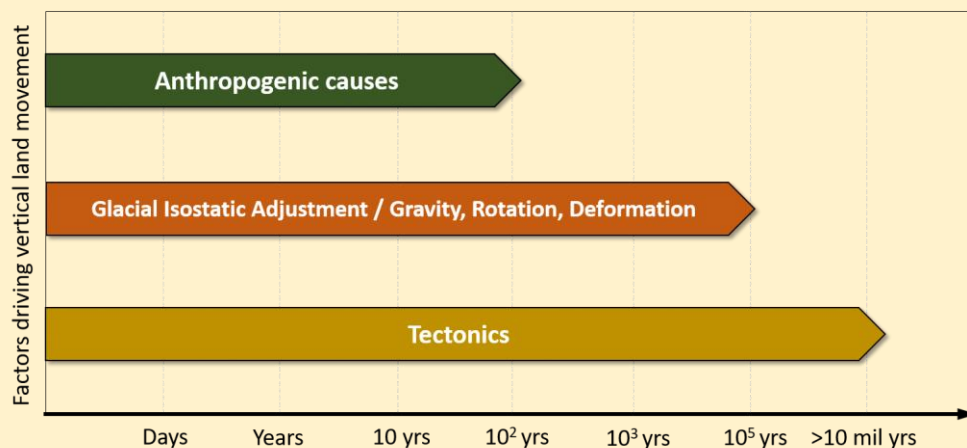 Factors driving vertical land movement
Anthropogenic causes
Glacial Isostatic Adjustment / Gravity, Rotation, Deformation
Tectonics
Days Years 10 yrs 10² yrs 10³ yrs 10⁵ yrs >10 mil yrs